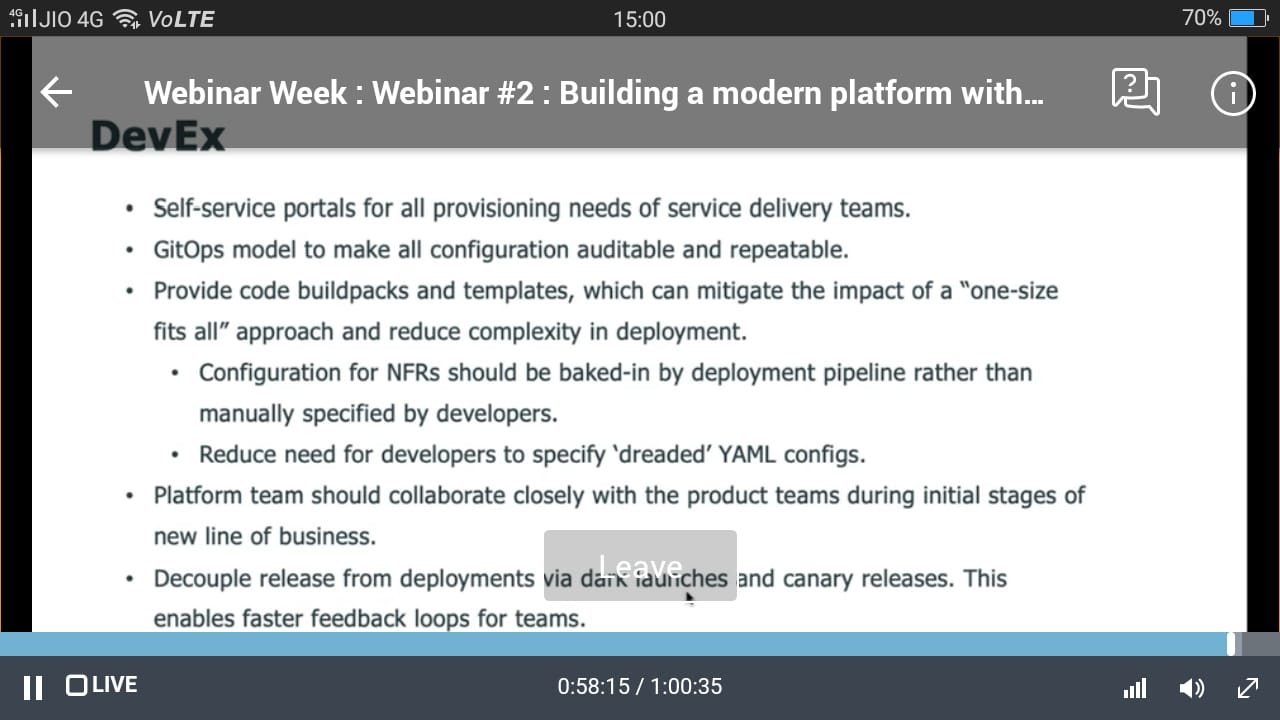 4G JIO 4G VoLTE 15:00 70%
Webinar Week : Webinar #2 : Building a modern platform with...
DevEx
• Self-service portals for all provisioning needs of service delivery teams.
• GitOps model to make all configuration auditable and repeatable.
• Provide code buildpacks and templates, which can mitigate the impact of a “one-size
fits all” approach and reduce complexity in deployment.
• Configuration for NFRs should be baked-in by deployment pipeline rather than
manually specified by developers.
• Reduce need for developers to specify ‘dreaded’ YAML configs.
• Platform team should collaborate closely with the product teams during initial stages of
new line of business.
Leave
• Decouple release from deployments via dark launches and canary releases. This
enables faster feedback loops for teams.
LIVE 0:58:15 / 1:00:35